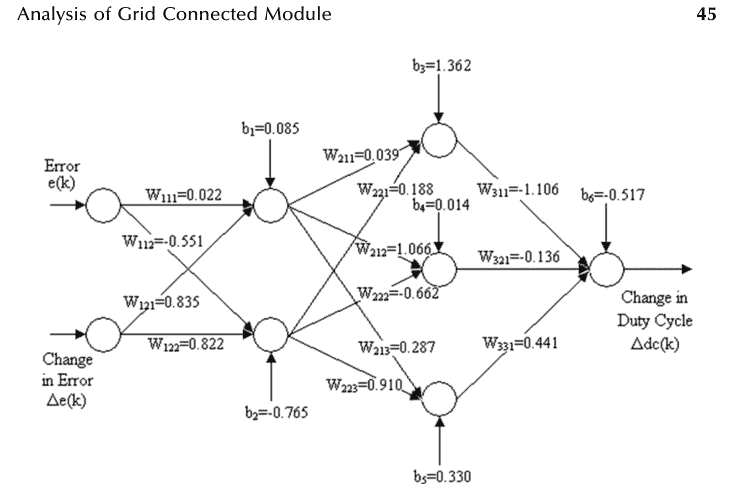 Analysis of Grid Connected Module
45
b₃=1.362
b₁=0.085
W₂₁₁=0.039
Error
e(k)
W₁₁₁=0.022
W₂₂₁=0.188
W₃₁₁=-1.106
b₆=-0.517
b₄=0.014
W₁₁₂=-0.551
W₂₁₂=1.066
W₃₂₁=-0.136
W₁₂₁=0.835
W₂₂₂=-0.662
Change in
Duty Cycle
Δdc(k)
W₁₂₂=0.822
W₂₁₃=0.287
W₃₃₁=0.441
Change
in Error
Δe(k)
W₂₂₃=0.910
b₂=-0.765
b₅=0.330